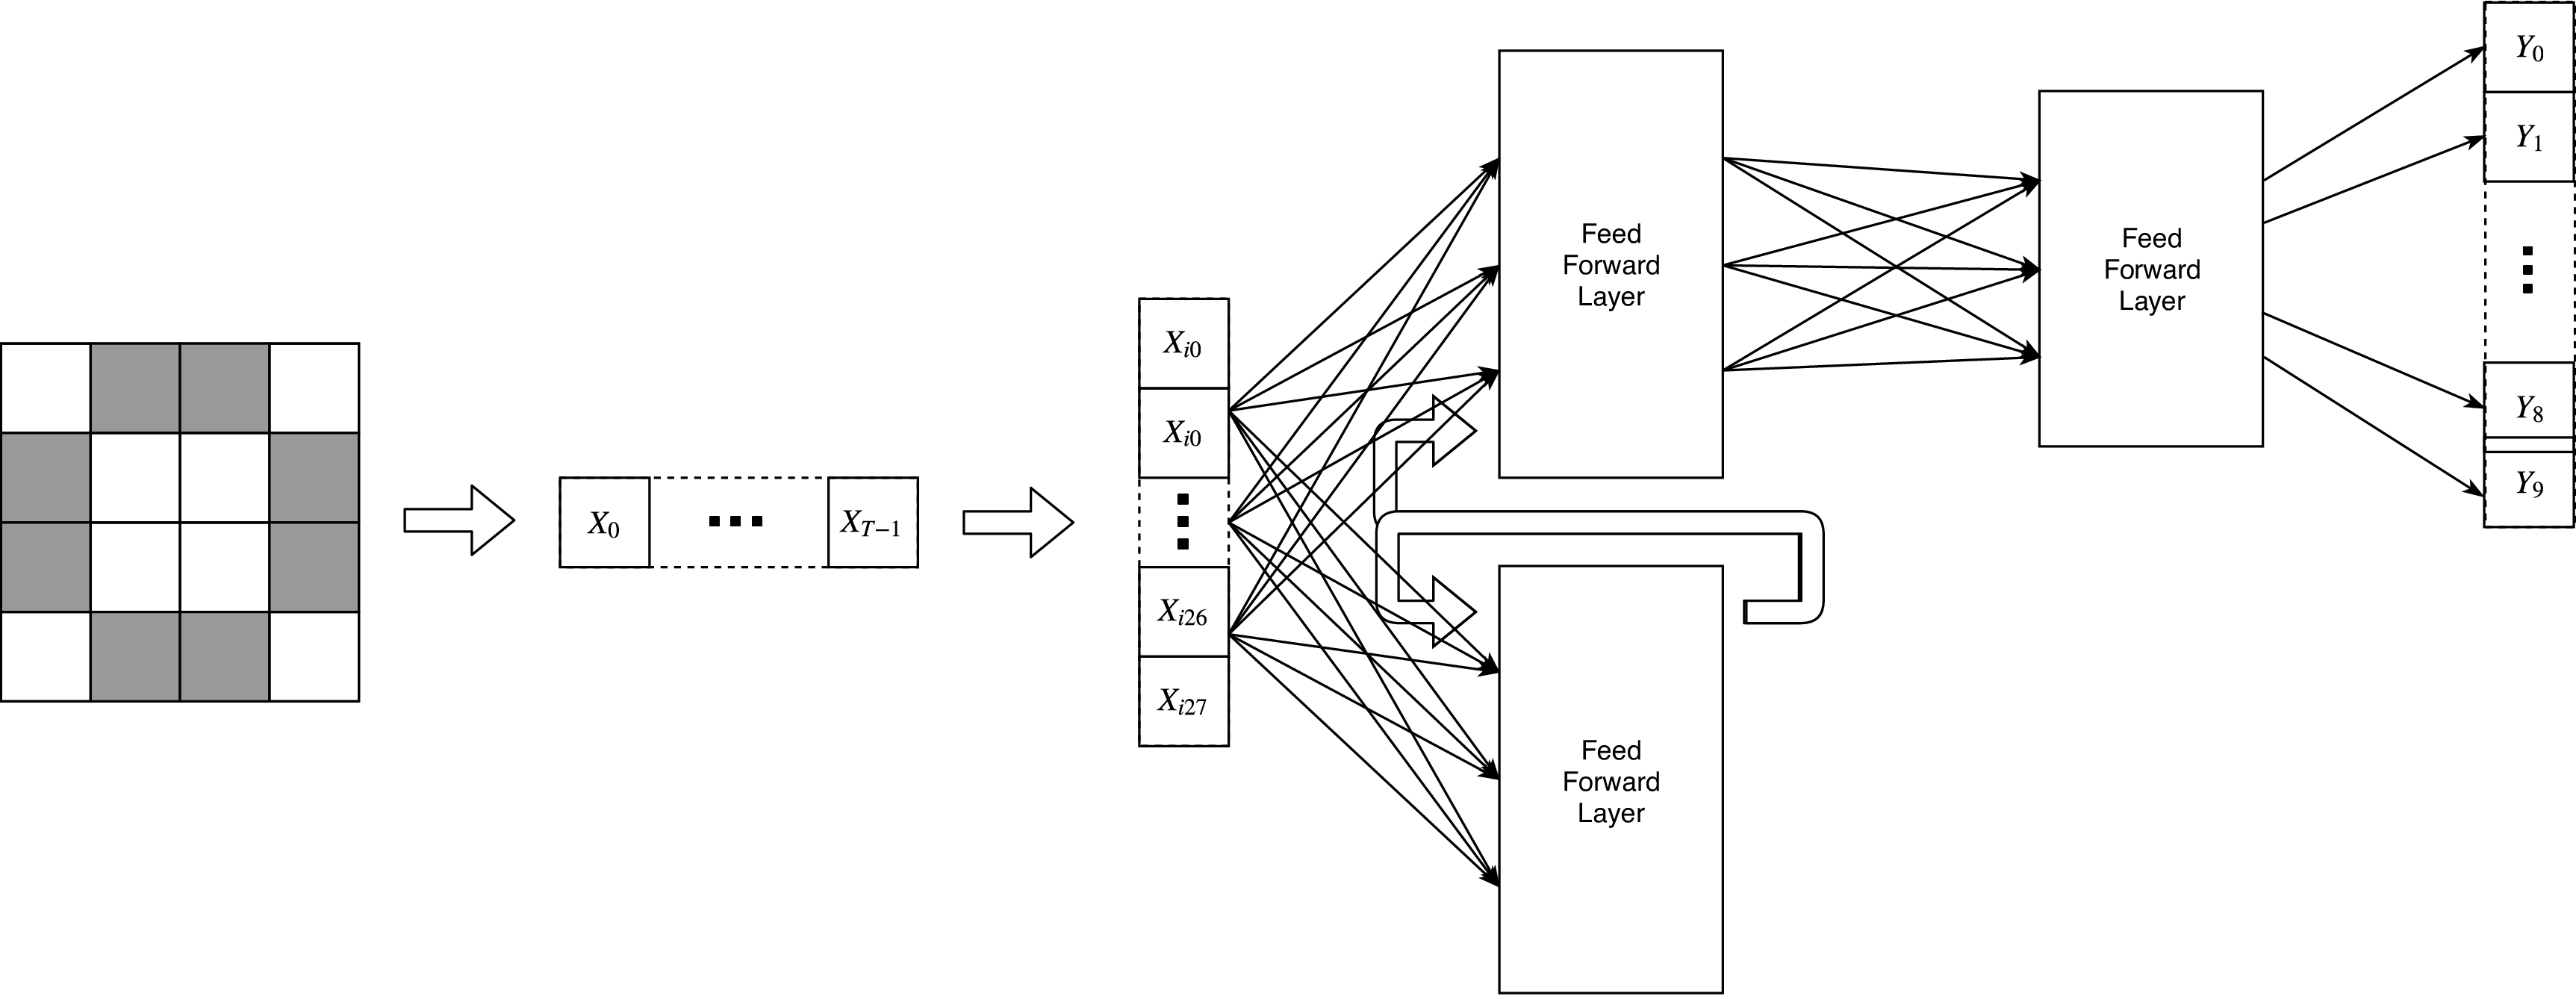 X0
XT−1
Xi0
Xi0
Xi26
Xi27
Feed
Forward
Layer
Feed
Forward
Layer
Feed
Forward
Layer
Y0
Y1
Y8
Y9